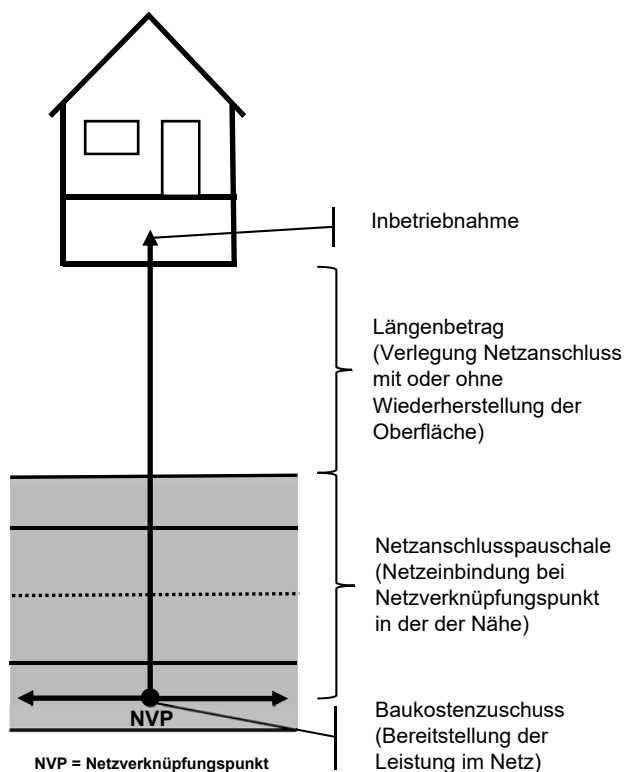 Inbetriebnahme
Längenbetrag
(Verlegung Netzanschluss
mit oder ohne
Wiederherstellung der
Oberfläche)
Netzanschlusspauschale
(Netzeinbindung bei
Netzverknüpfungspunkt
in der der Nähe)
NVP
Baukostenzuschuss
(Bereitstellung der
Leistung im Netz)
NVP = Netzverknüpfungspunkt